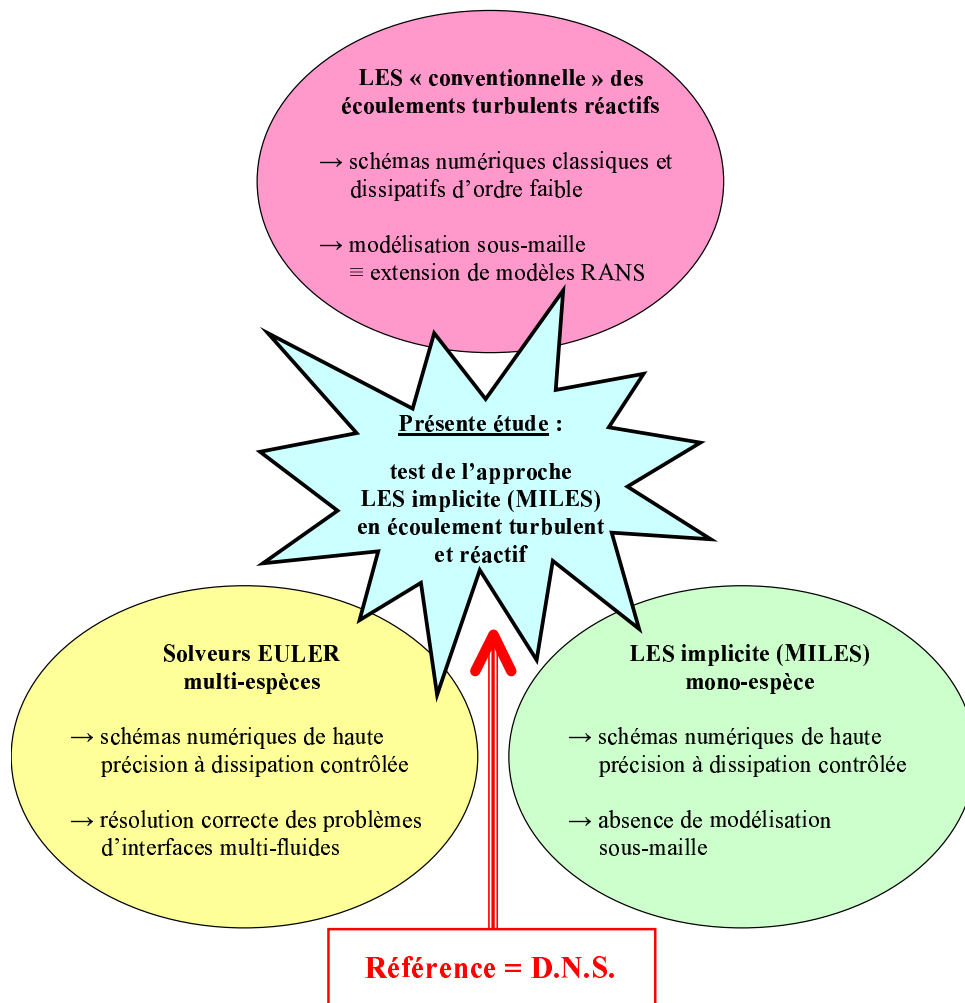 LES « conventionnelle » des
écoulements turbulents réactifs
→ schémas numériques classiques et
dissipatifs d'ordre faible
→ modélisation sous-maille
≡ extension de modèles RANS
Présente étude :
test de l'approche
LES implicite (MILES)
en écoulement turbulent
et réactif
Solveurs EULER
multi-espèces
→ schémas numériques de haute
précision à dissipation contrôlée
→ résolution correcte des problèmes
d'interfaces multi-fluides
LES implicite (MILES)
mono-espèce
→ schémas numériques de haute
précision à dissipation contrôlée
→ absence de modélisation
sous-maille
Référence = D.N.S.